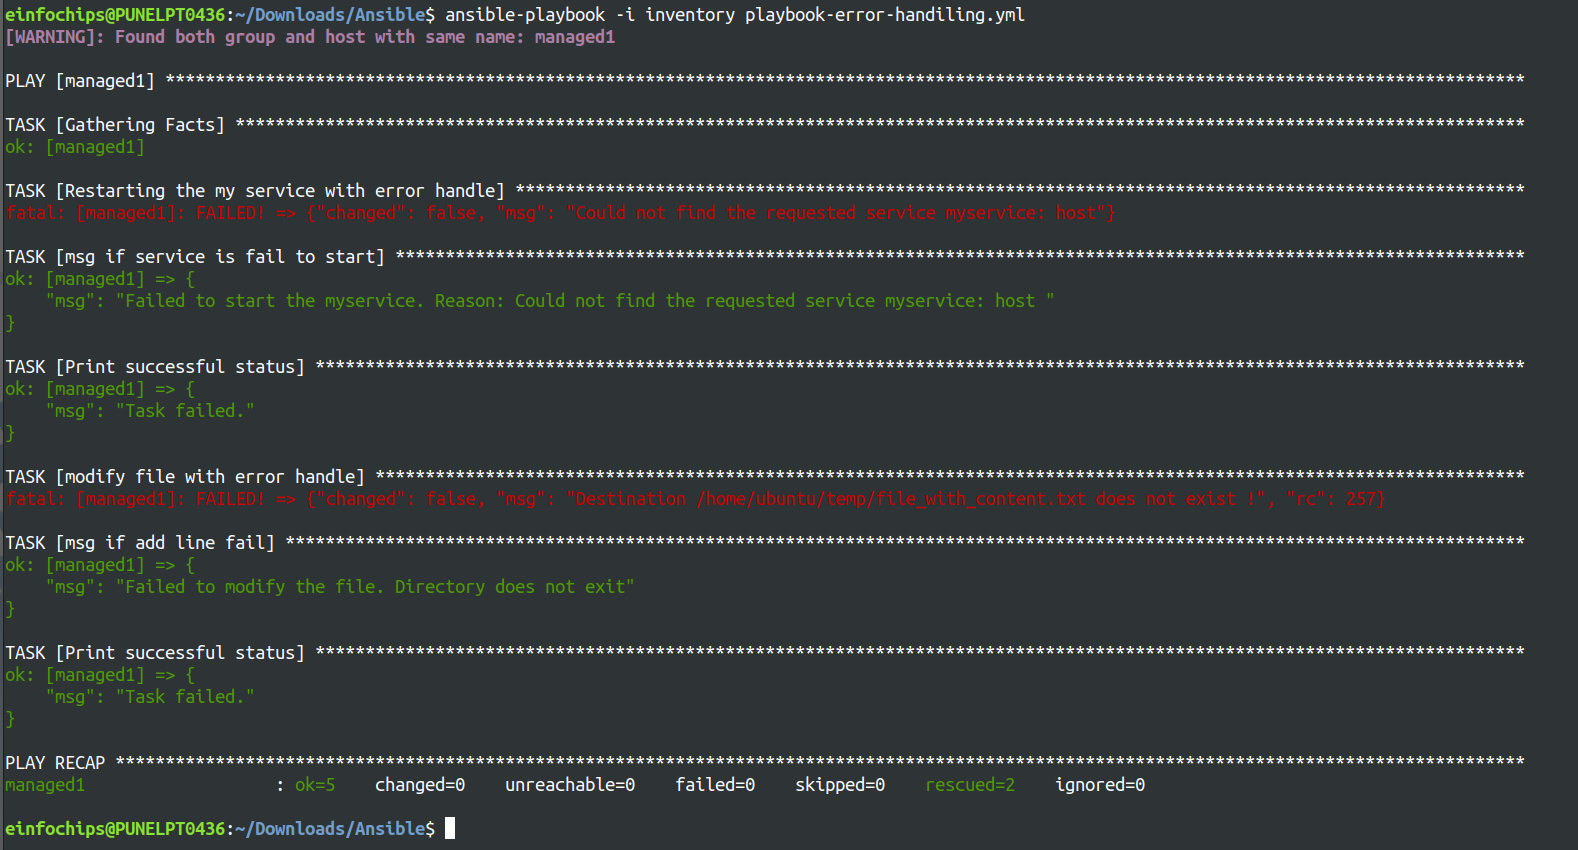 einfochips@PUNELPT0436:~/Downloads/Ansible$ ansible-playbook -i inventory playbook-error-handiling.yml
[WARNING]: Found both group and host with same name: managed1
PLAY [managed1] ****************************************************************************************************************************************
TASK [Gathering Facts] *********************************************************************************************************************************
ok: [managed1]
TASK [Restarting the my service with error handle] *****************************************************************************************************
fatal: [managed1]: FAILED! => {"changed": false, "msg": "Could not find the requested service myservice: host"}
TASK [msg if service is fail to start] *****************************************************************************************************************
ok: [managed1] => {
    "msg": "Failed to start the myservice. Reason: Could not find the requested service myservice: host "
}
TASK [Print successful status] *************************************************************************************************************************
ok: [managed1] => {
    "msg": "Task failed."
}
TASK [modify file with error handle] *******************************************************************************************************************
fatal: [managed1]: FAILED! => {"changed": false, "msg": "Destination /home/ubuntu/temp/file_with_content.txt does not exist !", "rc": 257}
TASK [msg if add line fail] ****************************************************************************************************************************
ok: [managed1] => {
    "msg": "Failed to modify the file. Directory does not exit"
}
TASK [Print successful status] *************************************************************************************************************************
ok: [managed1] => {
    "msg": "Task failed."
}
PLAY RECAP *********************************************************************************************************************************************
managed1                   : ok=5    changed=0    unreachable=0    failed=0    skipped=0    rescued=2    ignored=0
einfochips@PUNELPT0436:~/Downloads/Ansible$